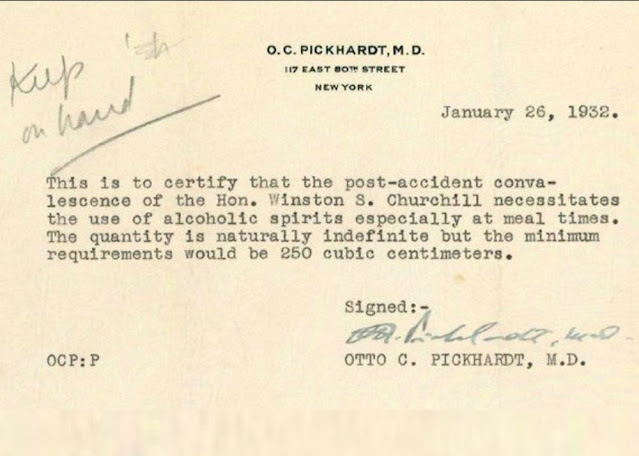 Keep
on hand
O. C. PICKHARDT, M. D.
117 EAST 80TH STREET
NEW YORK
January 26, 1932.
This is to certify that the post-accident conva-
lescence of the Hon. Winston S. Churchill necessitates
the use of alcoholic spirits especially at meal times.
The quantity is naturally indefinite but the minimum
requirements would be 250 cubic centimeters.
Signed:-
OCP:P
OTTO C. PICKHARDT, M.D.